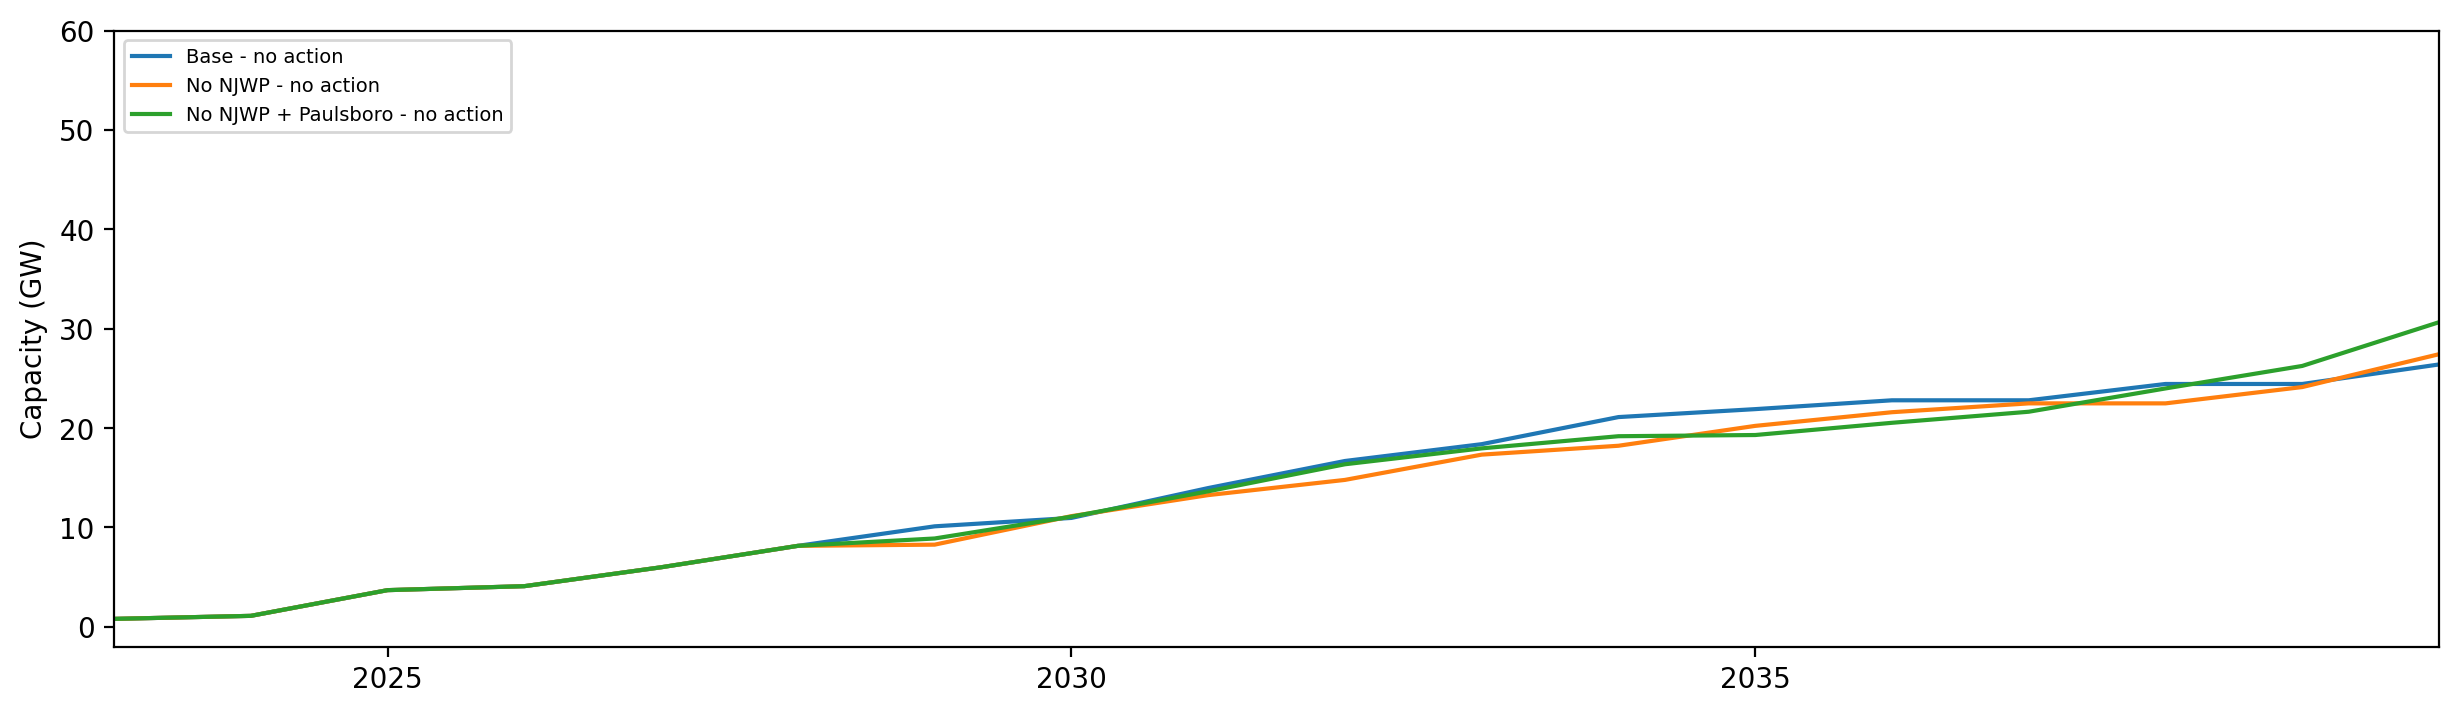 60
50
40
30
20
10
0
Capacity (GW)
Base - no action
No NJWP - no action
No NJWP + Paulsboro - no action
2025
2030
2035